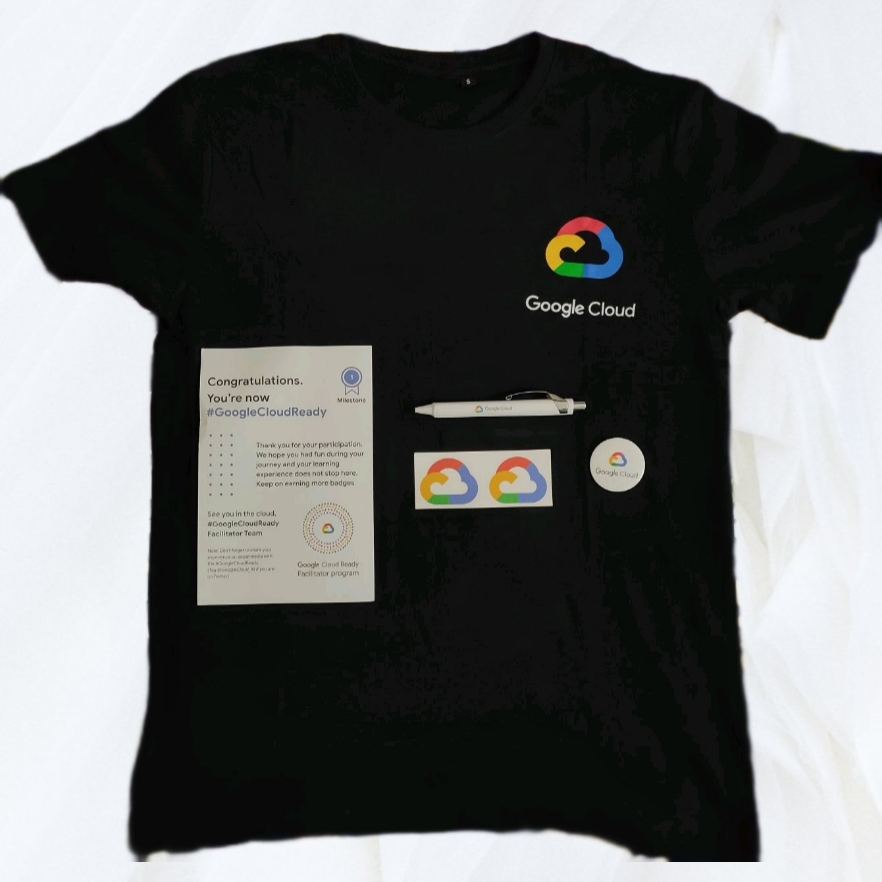 S
Google Cloud
Congratulations.
You're now
#GoogleCloudReady
1
Milestone
Thank you for your participation.
We hope you had fun during your
journey and your learning
experience does not stop here.
Keep on earning more badges
See you in the cloud,
#GoogleCloudReady
Facilitator Team
Google Cloud Ready
Facilitator program
Google Cloud
Google Cloud